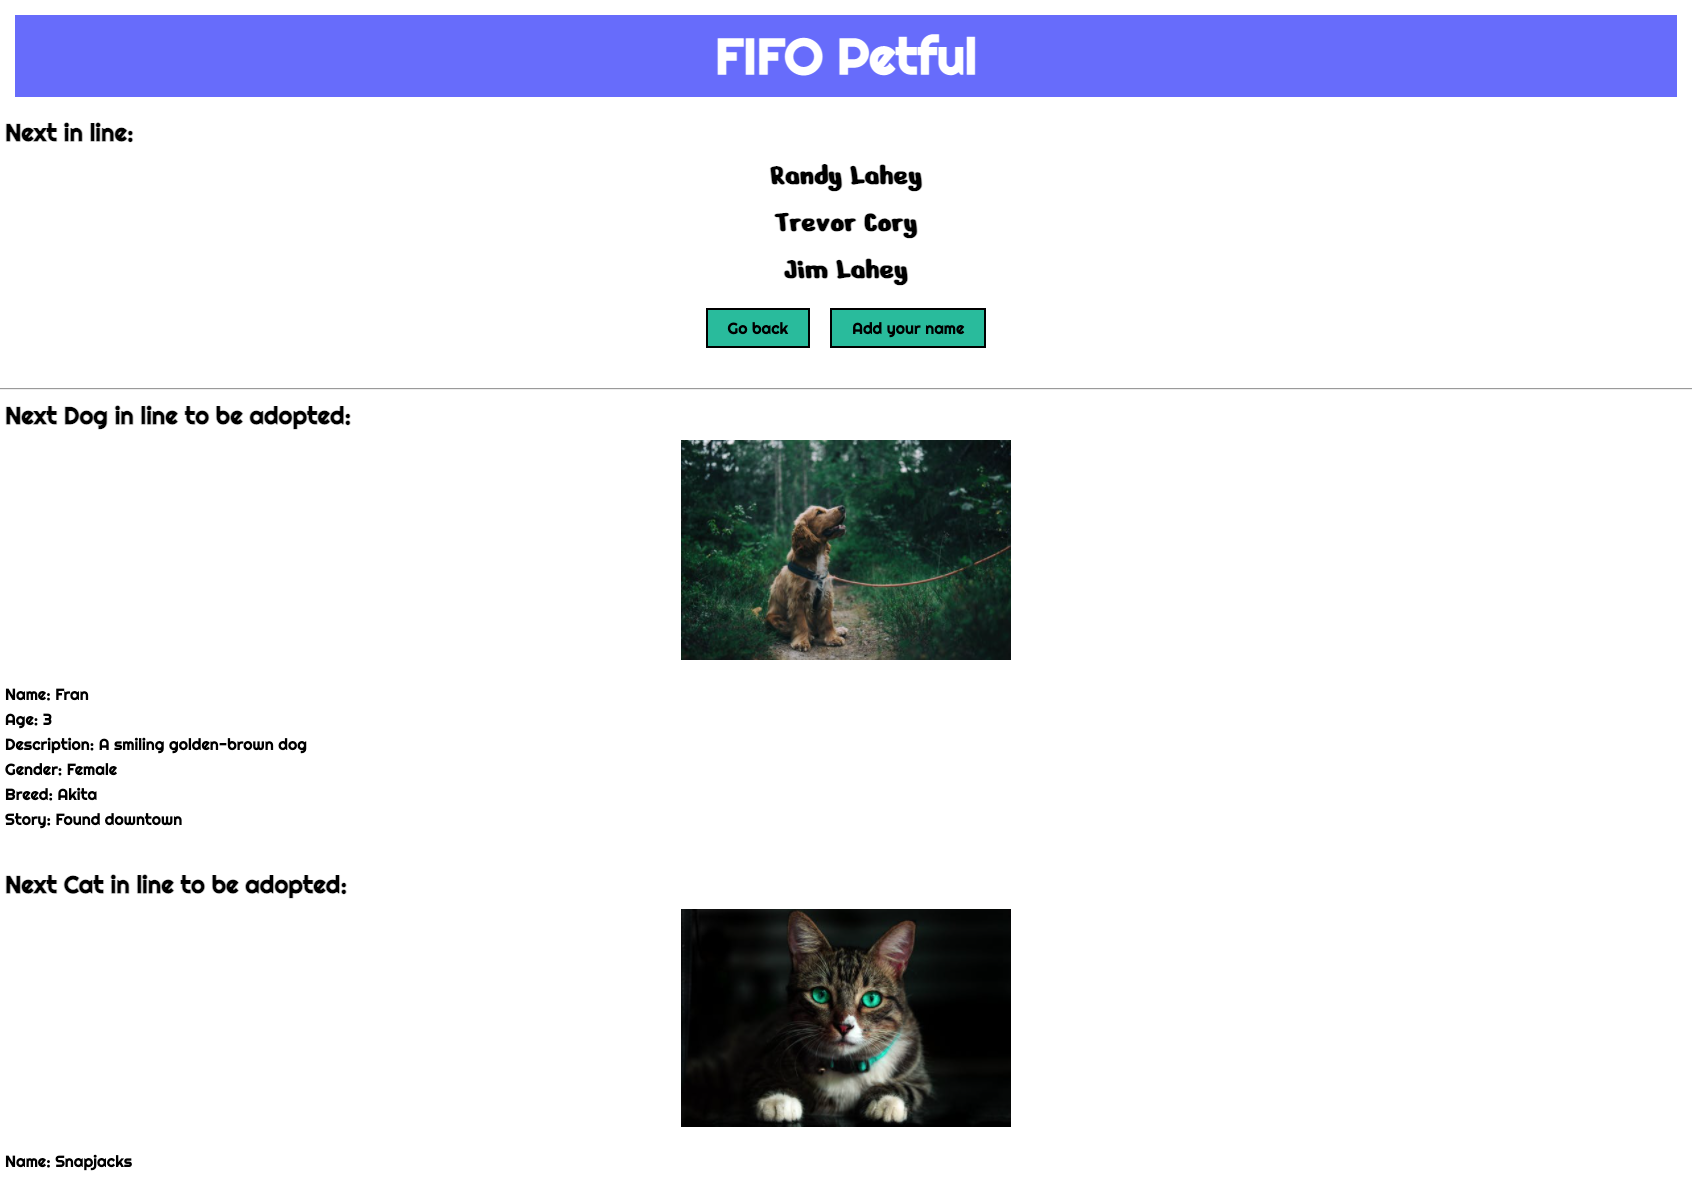 FIFO Petful
Next in line:
Randy Lahey
Trevor Cory
Jim Lahey
Go back
Add your name
Next Dog in line to be adopted:
Name: Fran
Age: 3
Description: A smiling golden-brown dog
Gender: Female
Breed: Akita
Story: Found downtown
Next Cat in line to be adopted:
Name: Snapjacks